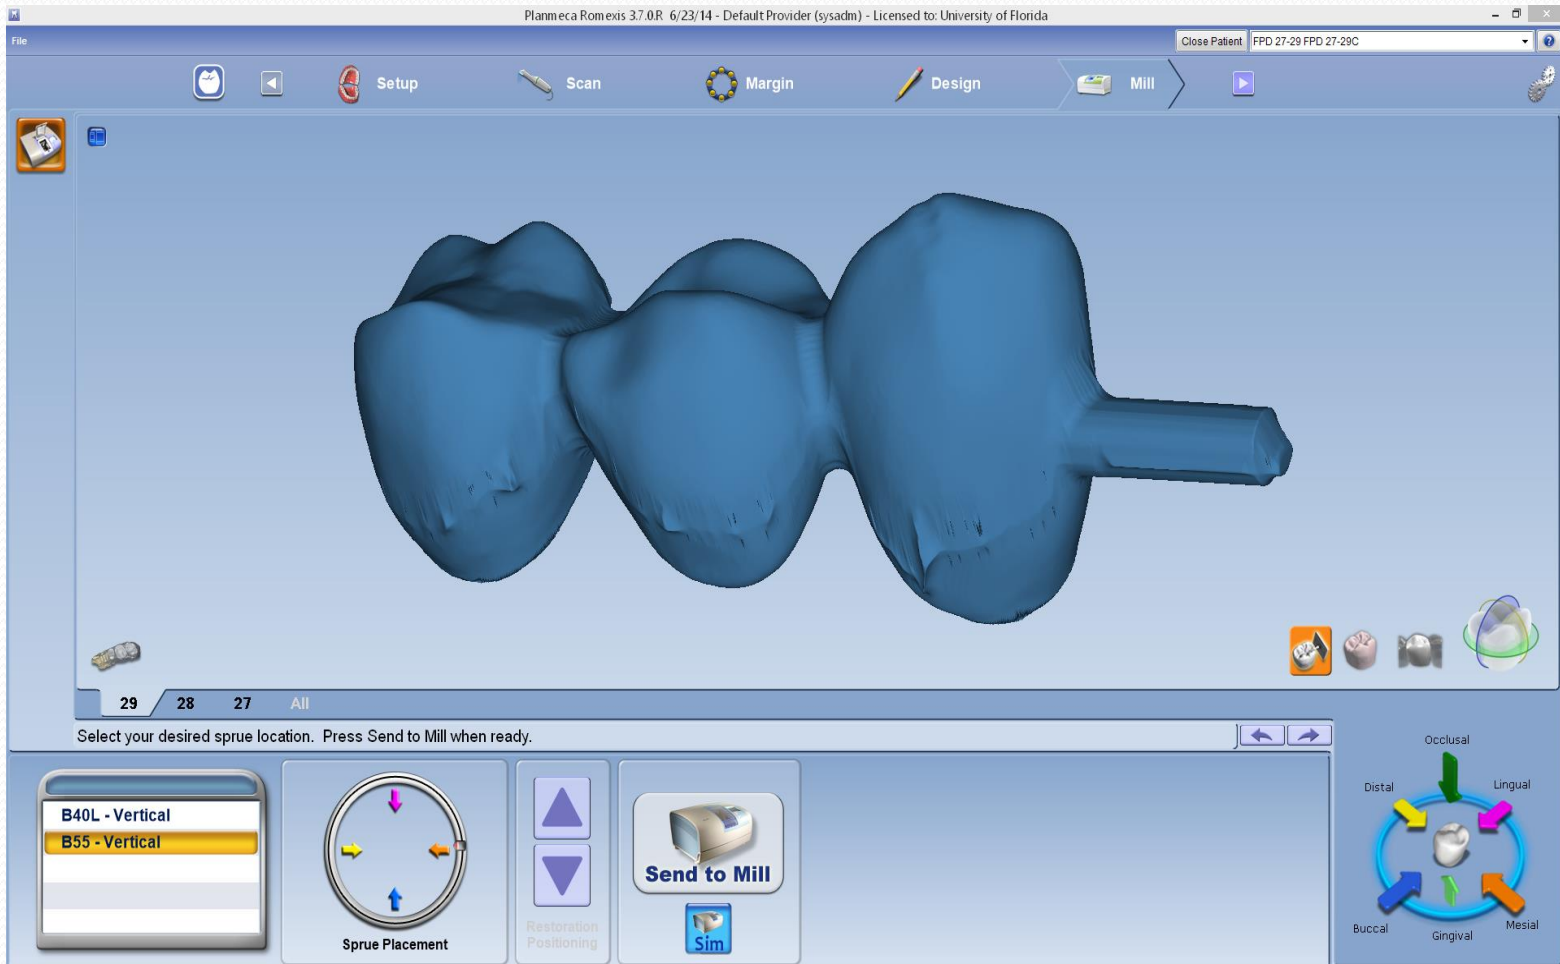 Planmeca Romexis 3.7.0.R 6/23/14 - Default Provider (sysadm) - Licensed to: University of Florida
File
Close Patient
FPD 27-29 FPD 27-29C
Setup
Scan
Margin
Design
Mill
29
28
27
All
Select your desired sprue location. Press Send to Mill when ready.
B40L - Vertical
B55 - Vertical
Sprue Placement
Restoration
Positioning
Send to Mill
Sim
Occlusal
Distal
Lingual
Buccal
Gingival
Mesial